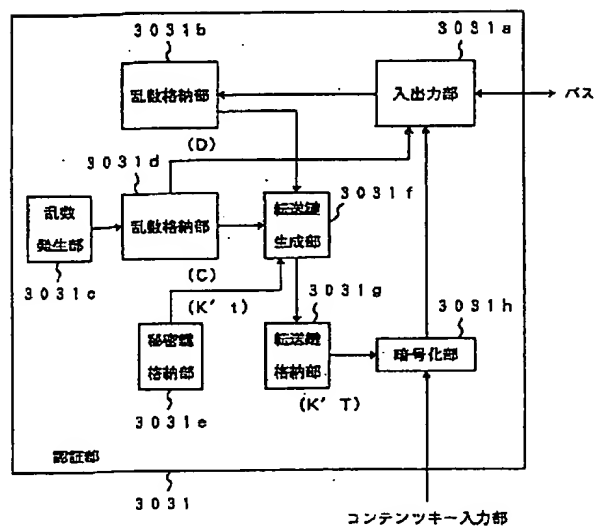 3031b
3031a
乱数格納部
入出力部
バス
(D)
3031d
3031f
乱数
発生部
乱数格納部
転送鍵
生成部
3031c
(C)
(K't)
3031g
3031h
秘密鍵
格納部
転送鍵
格納部
暗号化部
3031e
(K'T)
認証部
3031
コンテンツキー入力部